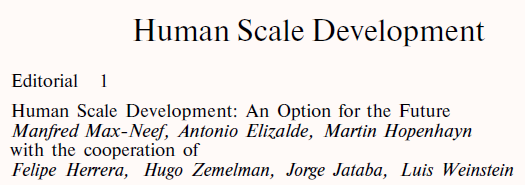 Human Scale Development
Editorial 1
Human Scale Development: An Option for the Future
Manfred Max-Neef, Antonio Elizalde, Martin Hopenhayn
with the cooperation of
Felipe Herrera, Hugo Zemelman, Jorge Jataba, Luis Weinstein